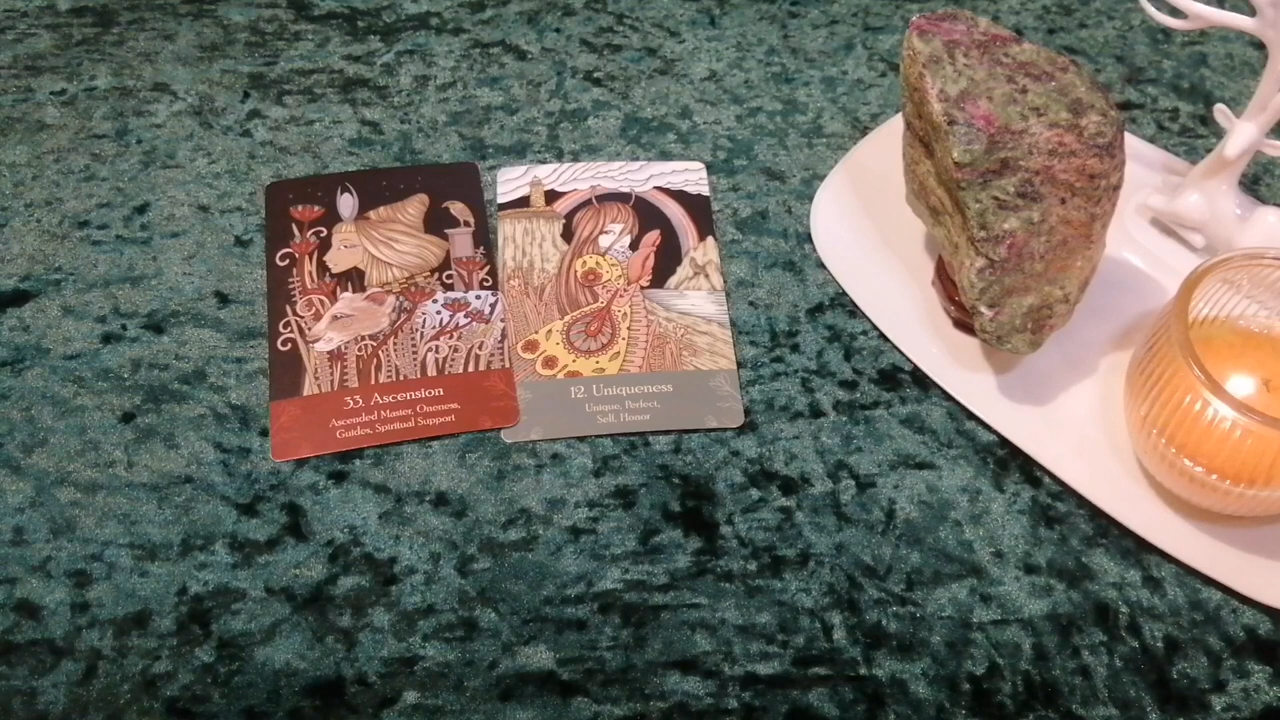 33. Ascension
Ascended Master, Oneness,
Guides, Spiritual Support
12. Uniqueness
Unique, Perfect,
Self, Honor